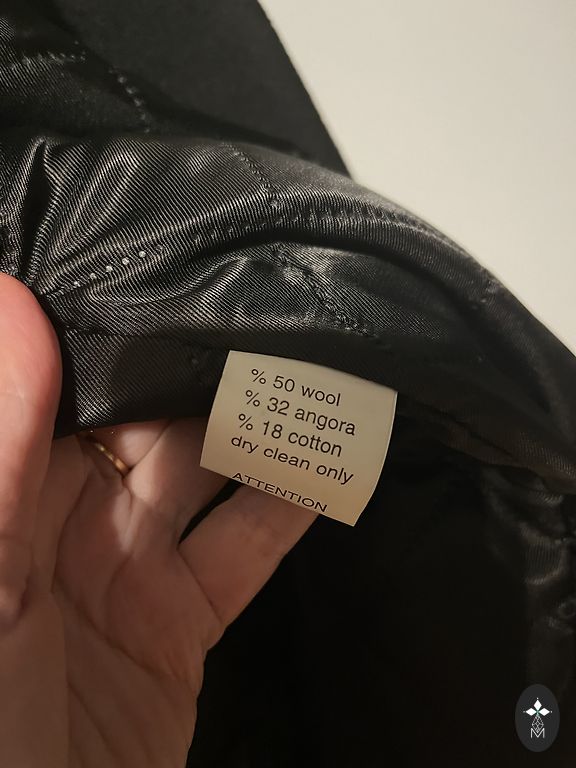 % 50 wool
% 32 angora
% 18 cotton
dry clean only
ATTENTION
M